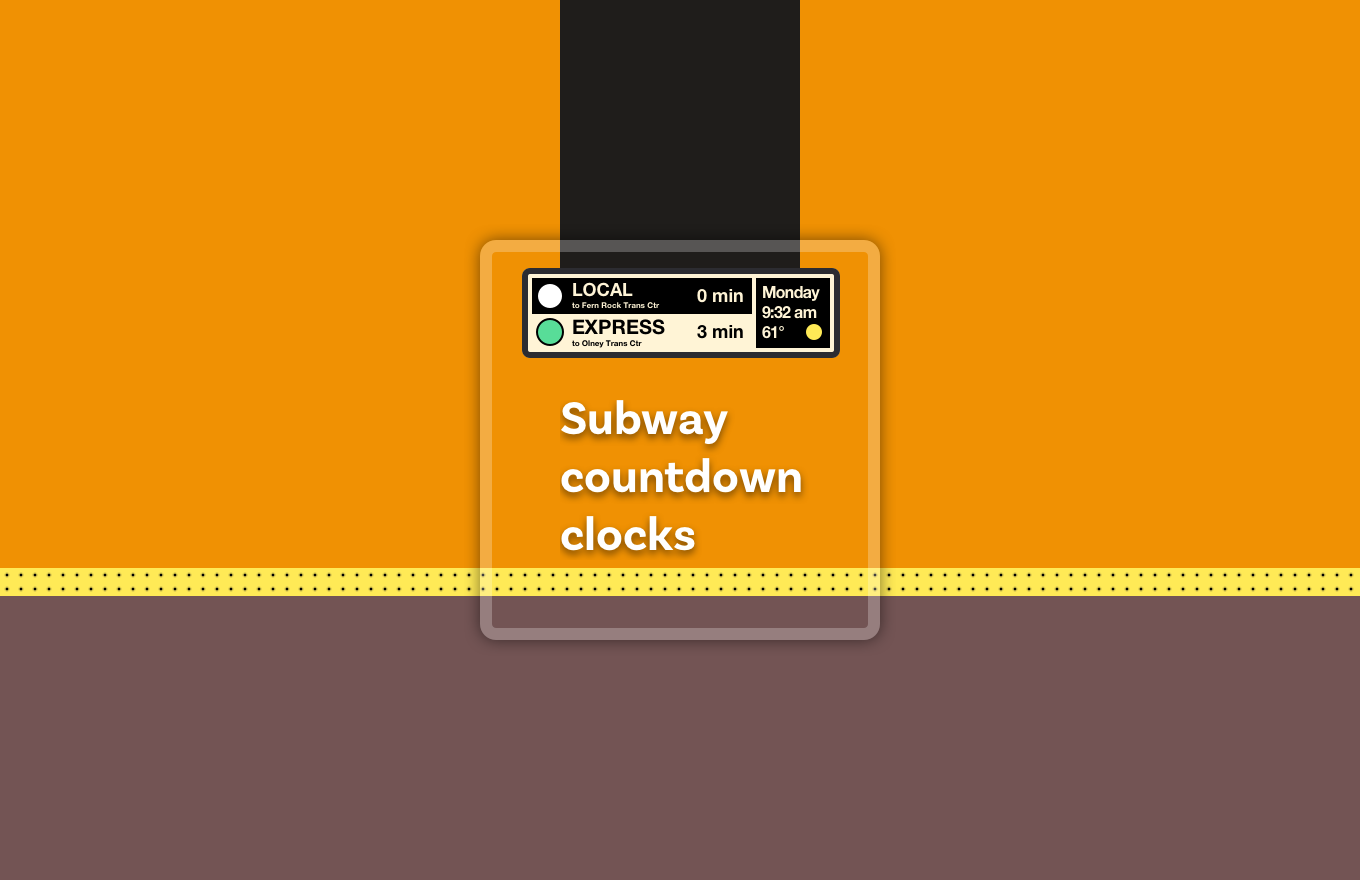 LOCAL
to Fern Rock Trans Ctr
0 min
EXPRESS
to Olney Trans Ctr
3 min
Monday
9:32 am
61°
Subway
countdown
clocks